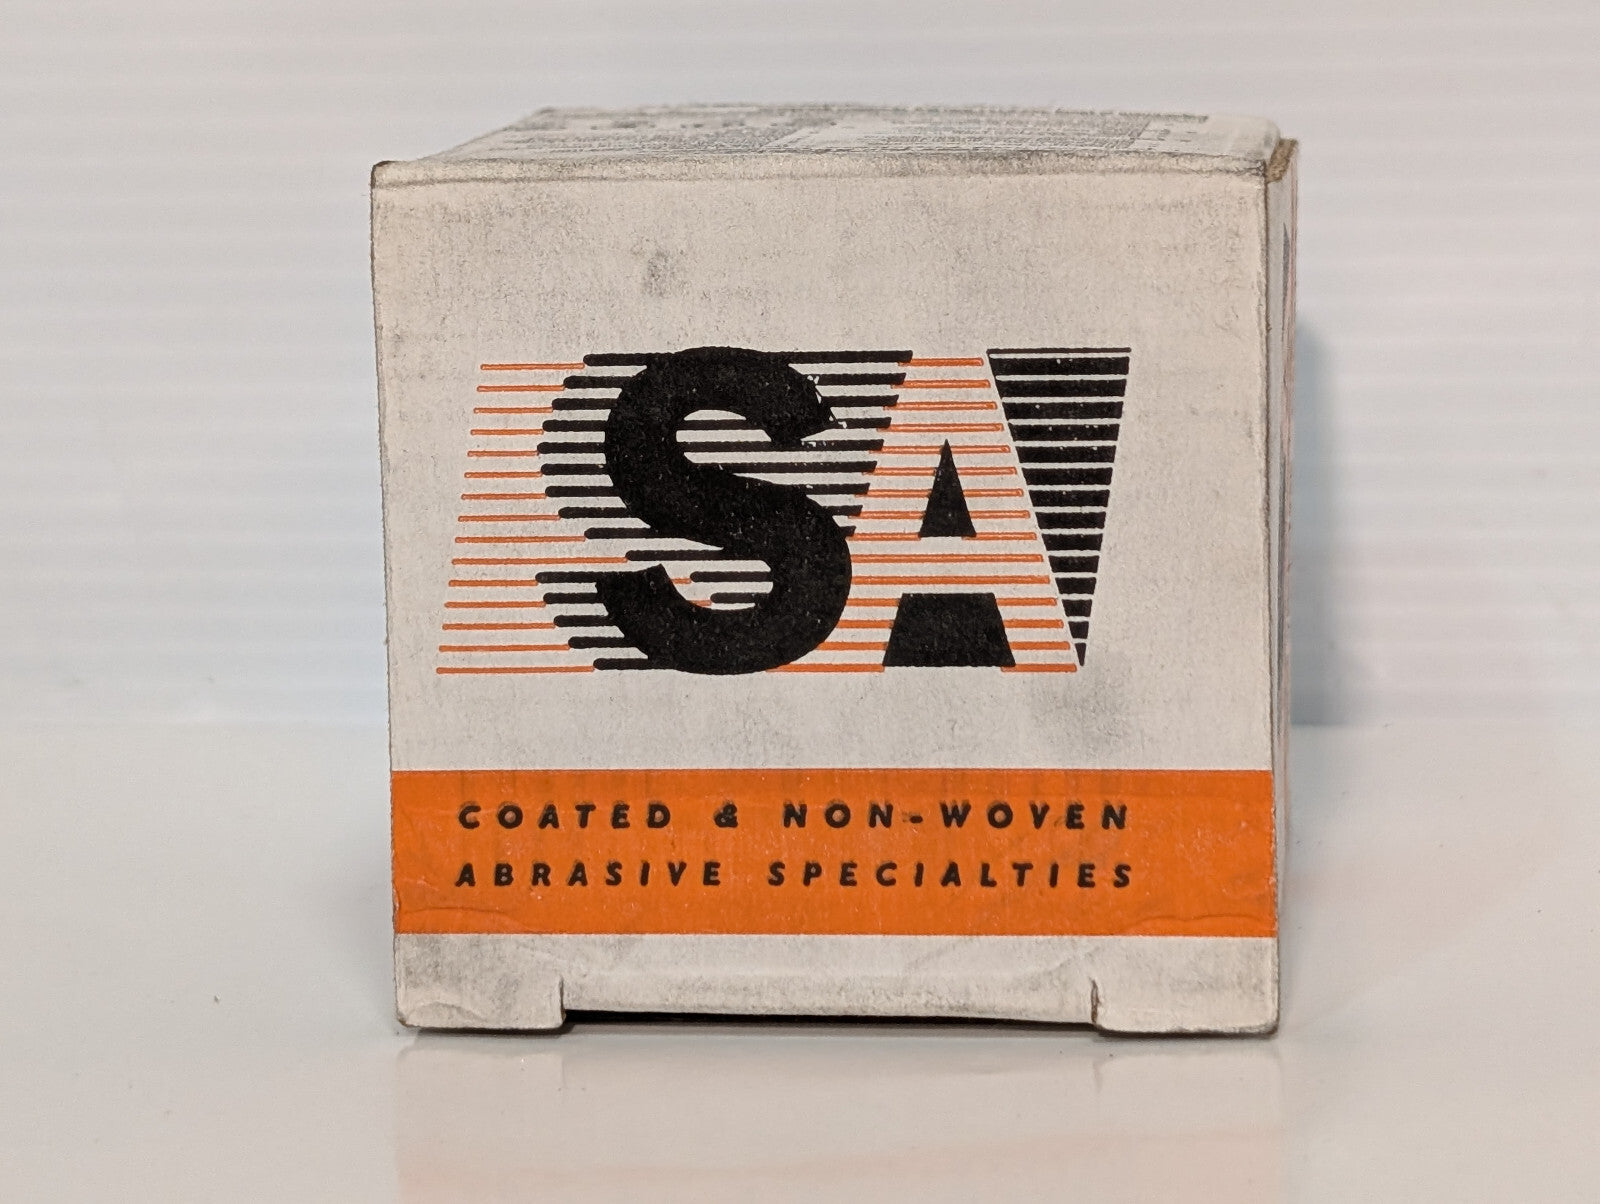 SA
COATED & NON-WOVEN
ABRASIVE SPECIALTIES